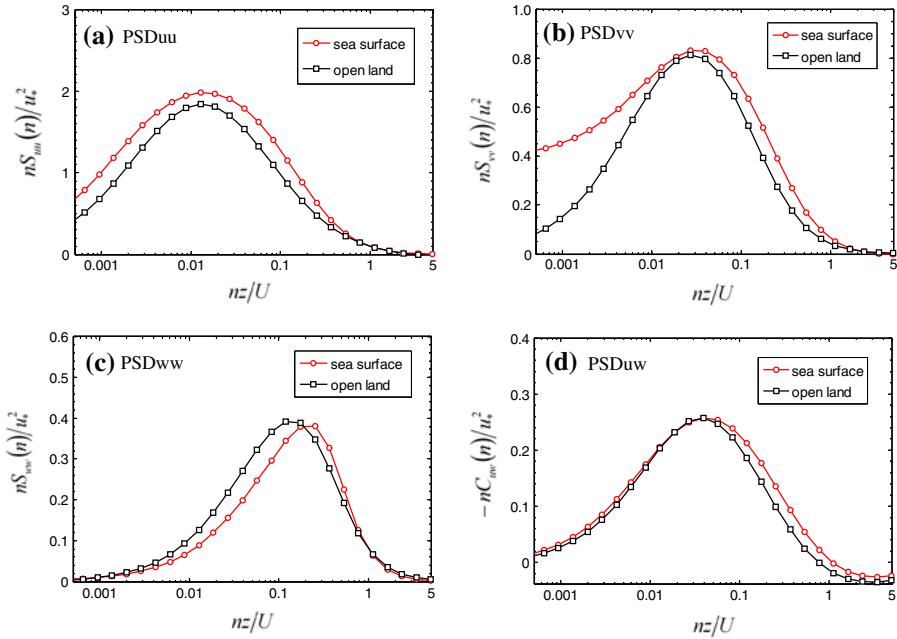 (a) PSDuu
sea surface
open land
3
2
1
0
nS_uu(n)/u_*^2
0.001 0.01 0.1 1 5
nz/U
(b) PSDvv
sea surface
open land
1.0
0.8
0.6
0.4
0.2
0
nS_vv(n)/u_*^2
0.001 0.01 0.1 1 5
nz/U
(c) PSDww
sea surface
open land
0.6
0.5
0.4
0.3
0.2
0.1
0
nS_ww(n)/u_*^2
0.001 0.01 0.1 1 5
nz/U
(d) PSDuw
sea surface
open land
0.4
0.3
0.2
0.1
0
-nC_uw(n)/u_*^2
0.001 0.01 0.1 1 5
nz/U